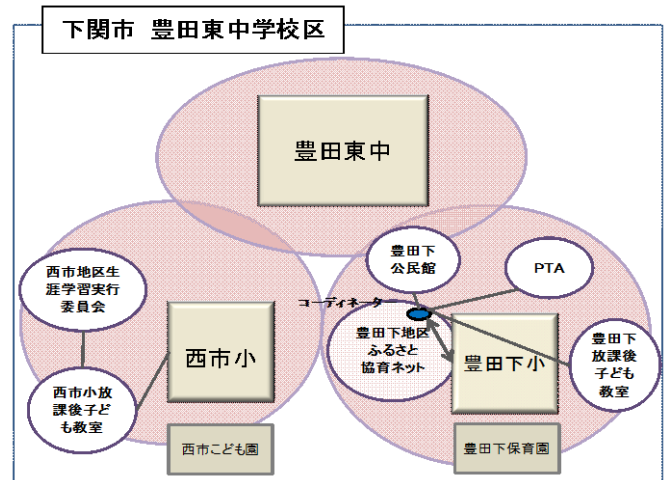 下関市 豊田東中学校区
豊田東中
西市地区生
涯学習実行
委員会
豊田下
公民館
PTA
コーディネーター
西市小
豊田下地区
ふるさと
協育ネット
豊田下小
豊田下
放課後
子ども
教室
西市小放
課後子ど
も教室
西市こども園
豊田下保育園